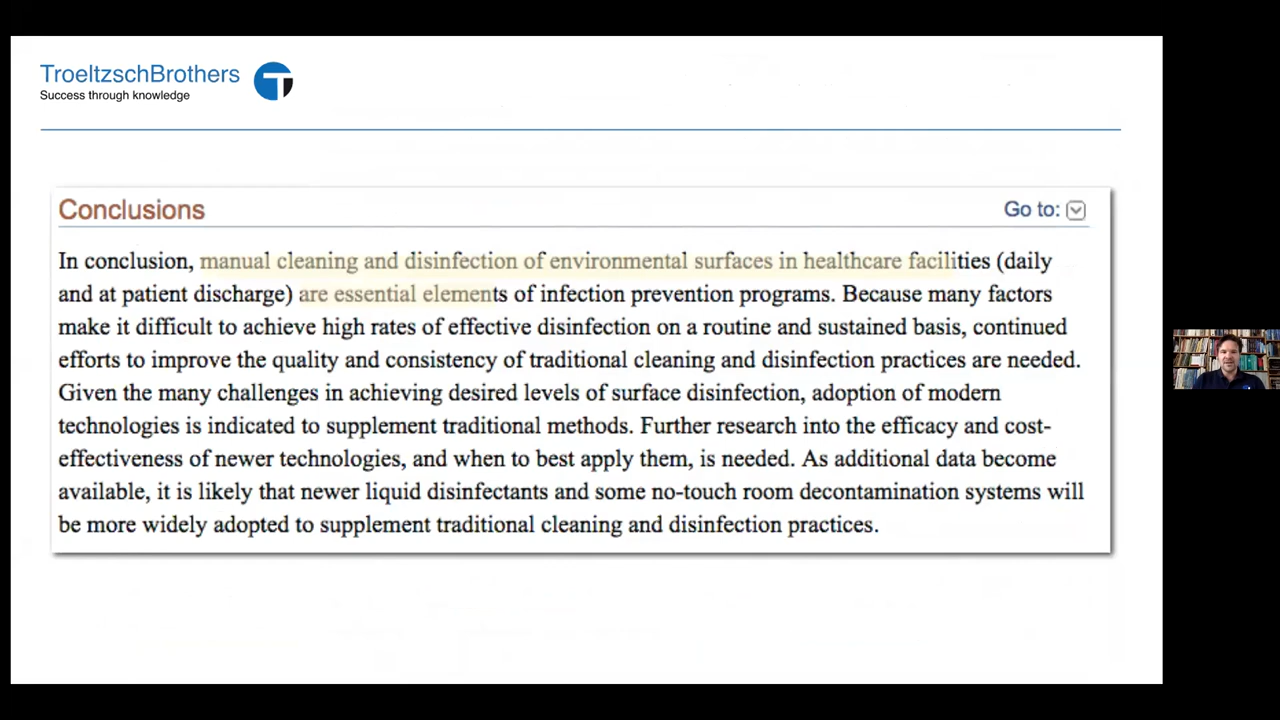 TroeltzschBrothers
Success through knowledge
T
Conclusions
Go to:
In conclusion, manual cleaning and disinfection of environmental surfaces in healthcare facilities (daily
and at patient discharge) are essential elements of infection prevention programs. Because many factors
make it difficult to achieve high rates of effective disinfection on a routine and sustained basis, continued
efforts to improve the quality and consistency of traditional cleaning and disinfection practices are needed.
Given the many challenges in achieving desired levels of surface disinfection, adoption of modern
technologies is indicated to supplement traditional methods. Further research into the efficacy and cost-
effectiveness of newer technologies, and when to best apply them, is needed. As additional data become
available, it is likely that newer liquid disinfectants and some no-touch room decontamination systems will
be more widely adopted to supplement traditional cleaning and disinfection practices.